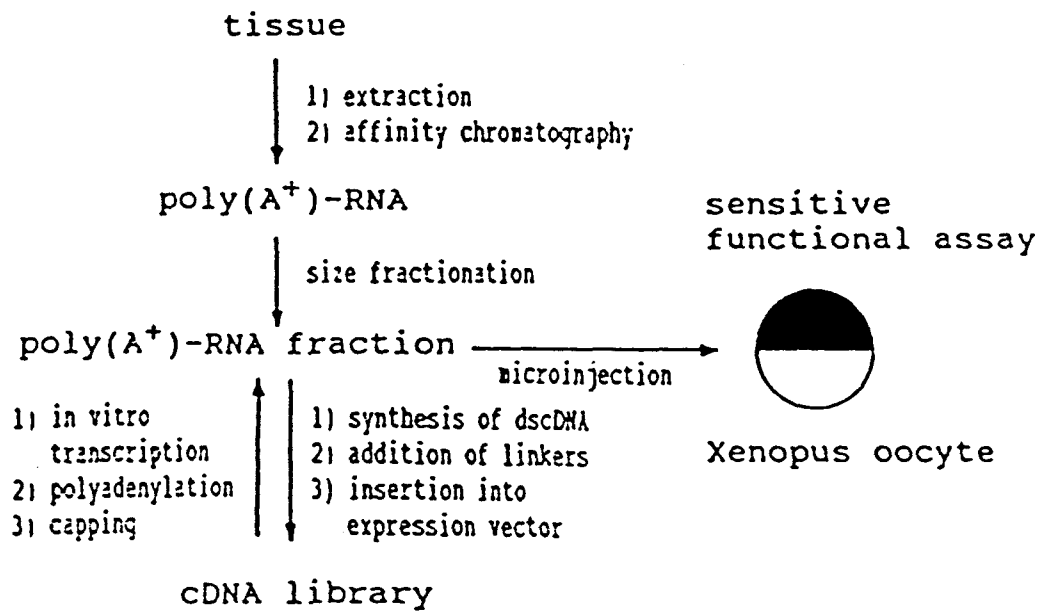 tissue
1) extraction
2) affinity chromatography
poly(A+)-RNA
size fractionation
sensitive
functional assay
poly(A+)-RNA fraction
microinjection
1) in vitro
transcription
2) polyadenylation
3) capping
1) synthesis of dscDNA
2) addition of linkers
3) insertion into
expression vector
Xenopus oocyte
cDNA library